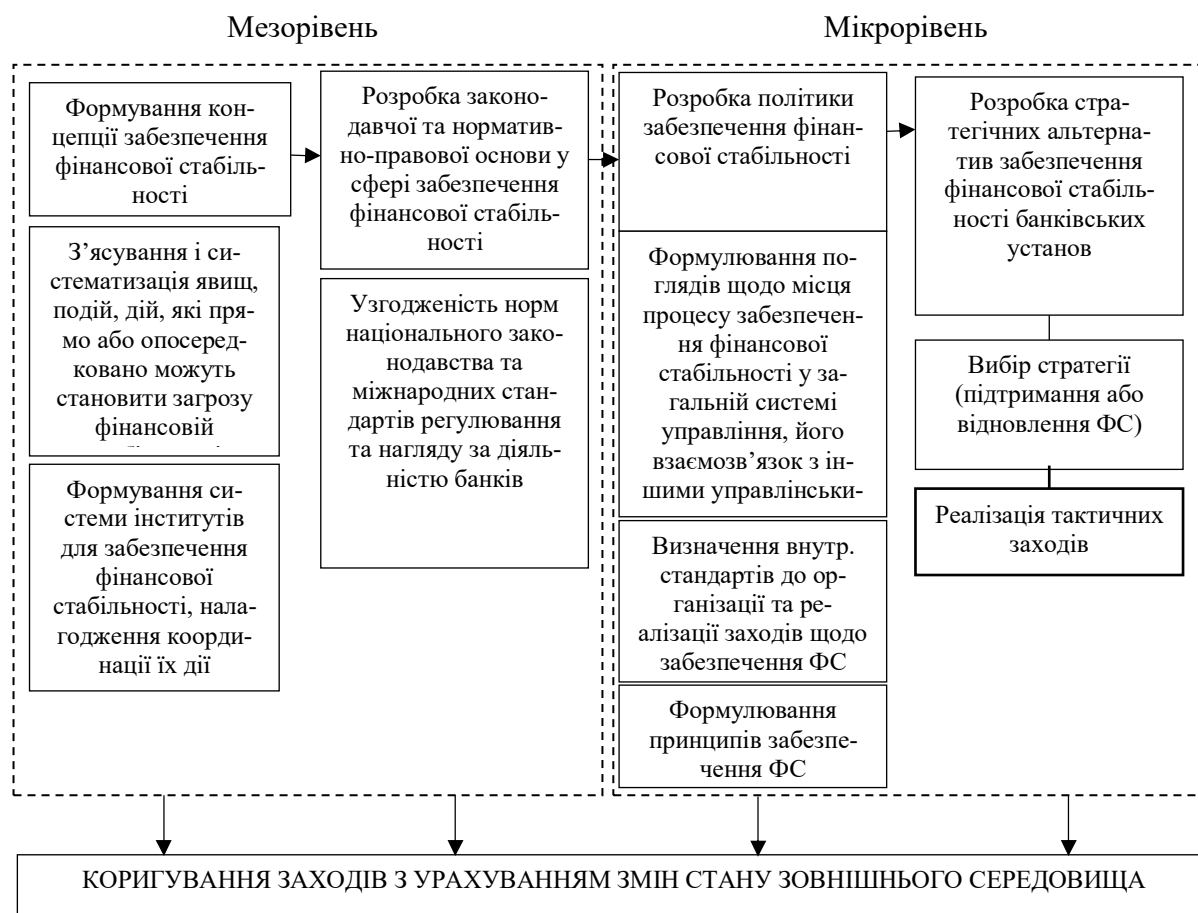 Мезорівень
Формування кон-
цепції забезпечення
фінансової стабіль-
ності
З’ясування і си-
стематизація явищ,
подій, дій, які пря-
мо або опосеред-
ковано можуть
становити загрозу
фінансовій
Формування си-
стеми інститутів
для забезпечення
фінансової
стабільності, нала-
годження коорди-
нації їх дії
Розробка законо-
давчої та норматив-
но-правової основи у
сфері забезпечення
фінансової стабіль-
ності
Узгодженість норм
національного зако-
нодавства та
міжнародних стан-
дартів регулювання
та нагляду за діяль-
ністю банків
Мікрорівень
Розробка політики
забезпечення фінан-
сової стабільності
Формулювання по-
глядів щодо місця
процесу забезпечен-
ня фінансової
стабільності у за-
гальній системі
управління, його
взаємозв’язок з ін-
шими управлінськи-
Визначення внутр.
стандартів до ор-
ганізації та ре-
алізації заходів щодо
забезпечення ФС
Формулювання
принципів забезпе-
чення ФС
Розробка стра-
тегічних альтерна-
тив забезпечення
фінансової стабіль-
ності банківських
установ
Вибір стратегії
(підтримання або
відновлення ФС)
Реалізація тактичних
заходів
КОРИГУВАННЯ ЗАХОДІВ З УРАХУВАННЯМ ЗМІН СТАНУ ЗОВНІШНЬОГО СЕРЕДОВИЩА